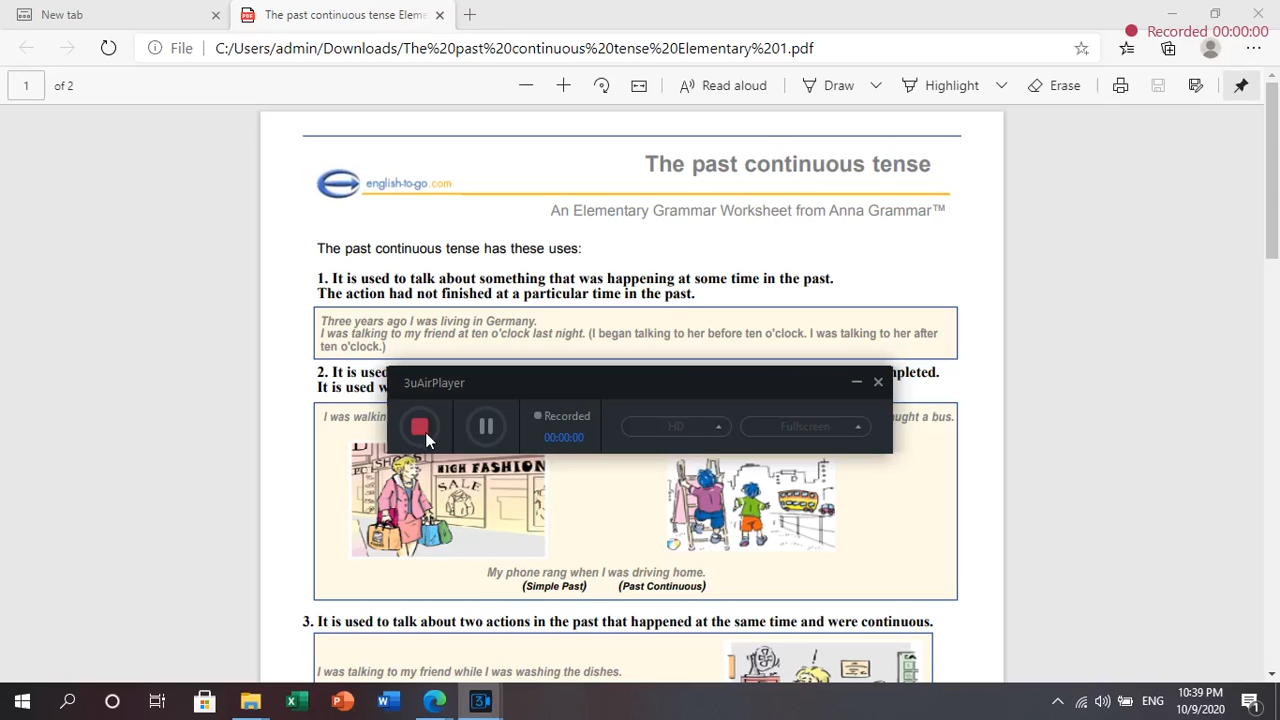 New tab
The past continuous tense Eleme
Recorded 00:00:00
File
C:/Users/admin/Downloads/The%20past%20continuous%20tense%20Elementary%201.pdf
1 of 2
Read aloud
Draw
Highlight
Erase
The past continuous tense
english-to-go.com
An Elementary Grammar Worksheet from Anna Grammar™
The past continuous tense has these uses:
1. It is used to talk about something that was happening at some time in the past.
The action had not finished at a particular time in the past.
Three years ago I was living in Germany.
I was talking to my friend at ten o'clock last night. (I began talking to her before ten o'clock. I was talking to her after
ten o'clock.)
2. It is used
It is used
I was
a bus.
3uAirPlayer
Recorded
00:00:00
HD
Fullscreen
HIGH FASHION
SALE
My phone rang when I was driving home.
(Simple Past) (Past Continuous)
3. It is used to talk about two actions in the past that happened at the same time and were continuous.
I was talking to my friend while I was washing the dishes.
ENG
10:39 PM
10/9/2020
1